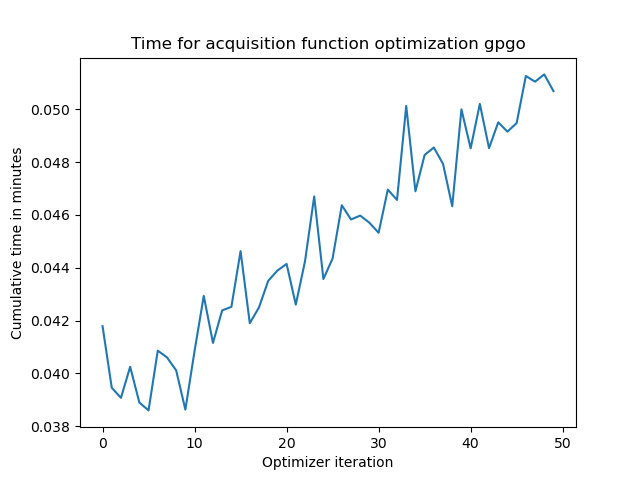 Time for acquisition function optimization gpgo
Cumulative time in minutes
0.050
0.048
0.046
0.044
0.042
0.040
0.038
0 10 20 30 40 50
Optimizer iteration